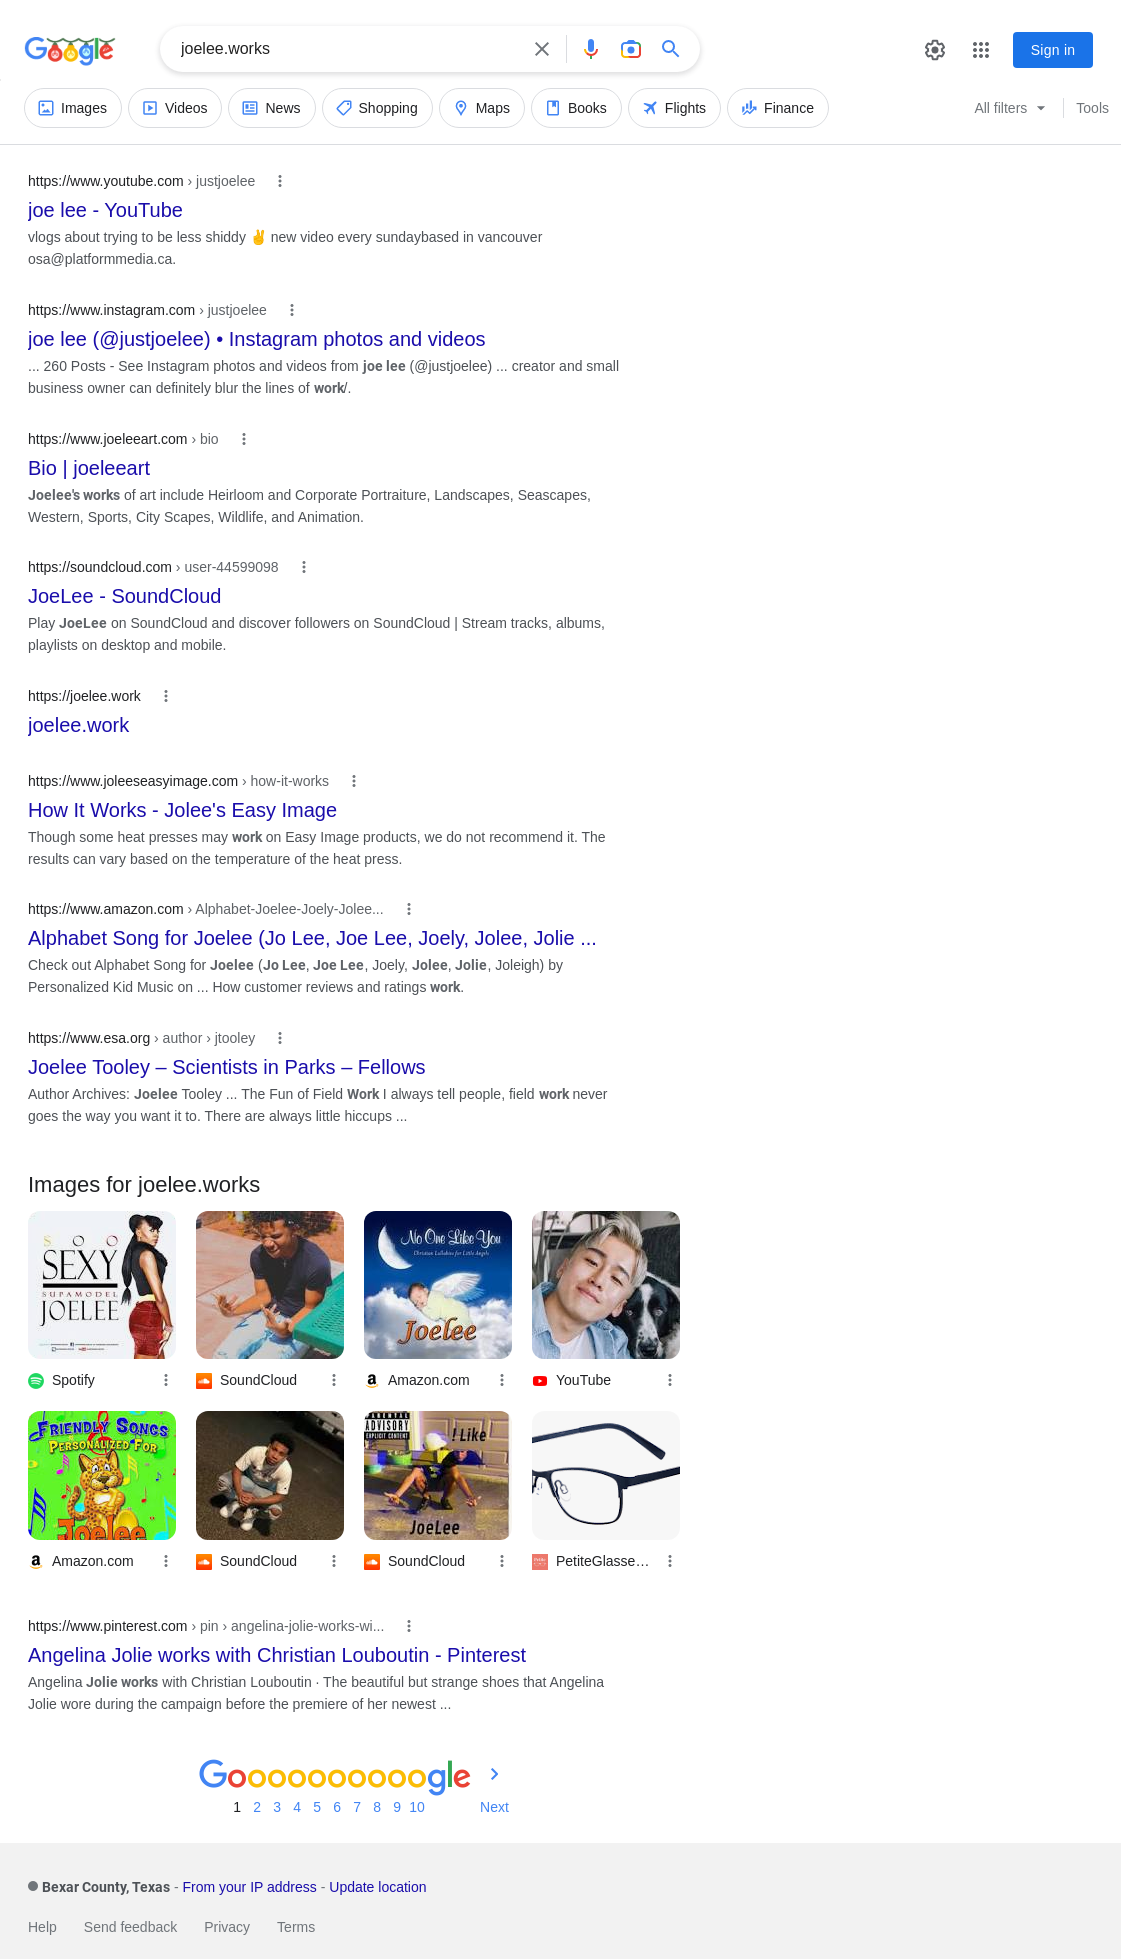 Google
joelee.works
Sign in
Images
Videos
News
Shopping
Maps
Books
Flights
Finance
All filters
Tools
https://www.youtube.com › justjoelee
joe lee - YouTube
vlogs about trying to be less shiddy ✌ new video every sundaybased in vancouver
osa@platformmedia.ca.
https://www.instagram.com › justjoelee
joe lee (@justjoelee) • Instagram photos and videos
... 260 Posts - See Instagram photos and videos from joe lee (@justjoelee) ... creator and small
business owner can definitely blur the lines of work/.
https://www.joeleeart.com › bio
Bio | joeleeart
Joelee's works of art include Heirloom and Corporate Portraiture, Landscapes, Seascapes,
Western, Sports, City Scapes, Wildlife, and Animation.
https://soundcloud.com › user-44599098
JoeLee - SoundCloud
Play JoeLee on SoundCloud and discover followers on SoundCloud | Stream tracks, albums,
playlists on desktop and mobile.
https://joelee.work
joelee.work
https://www.joleeseasyimage.com › how-it-works
How It Works - Jolee's Easy Image
Though some heat presses may work on Easy Image products, we do not recommend it. The
results can vary based on the temperature of the heat press.
https://www.amazon.com › Alphabet-Joelee-Joely-Jolee...
Alphabet Song for Joelee (Jo Lee, Joe Lee, Joely, Jolee, Jolie ...
Check out Alphabet Song for Joelee (Jo Lee, Joe Lee, Joely, Jolee, Jolie, Joleigh) by
Personalized Kid Music on ... How customer reviews and ratings work.
https://www.esa.org › author › jtooley
Joelee Tooley – Scientists in Parks – Fellows
Author Archives: Joelee Tooley ... The Fun of Field Work I always tell people, field work never
goes the way you want it to. There are always little hiccups ...
Images for joelee.works
SOO
SEXY
SUPAMODEL
JOELEE
No One Like You
Christian Lullabies for Little Angels
Joelee
Spotify
SoundCloud
Amazon.com
YouTube
FRIENDLY SONGS
PERSONALIZED FOR
Joelee
ADVISORY
EXPLICIT CONTENT
! Like
JoeLee
Amazon.com
SoundCloud
SoundCloud
PetiteGlasse...
https://www.pinterest.com › pin › angelina-jolie-works-wi...
Angelina Jolie works with Christian Louboutin - Pinterest
Angelina Jolie works with Christian Louboutin · The beautiful but strange shoes that Angelina
Jolie wore during the campaign before the premiere of her newest ...
Goooooooooogle
1 2 3 4 5 6 7 8 9 10 Next
Bexar County, Texas - From your IP address - Update location
Help Send feedback Privacy Terms